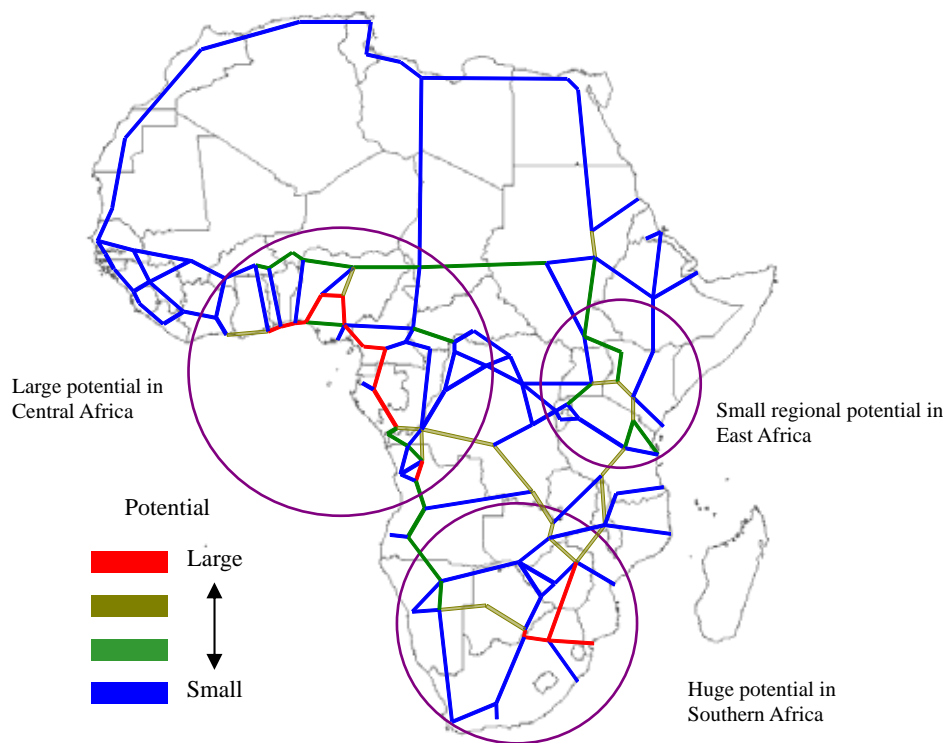 Large potential in
Central Africa
Small regional potential in
East Africa
Potential
Large
Small
Huge potential in
Southern Africa